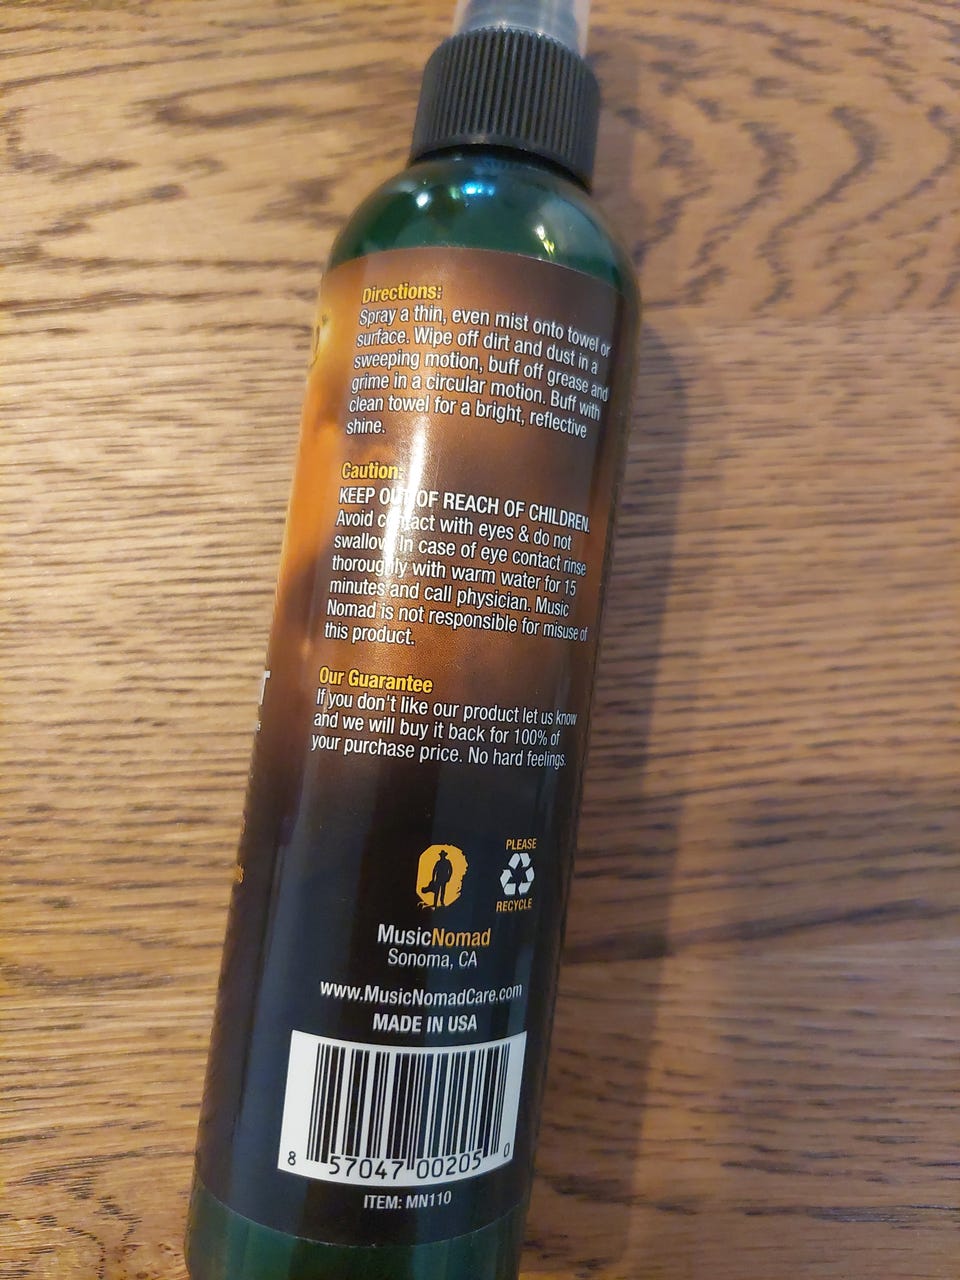 Directions:
Spray a thin, even mist onto towel or
surface. Wipe off dirt and dust in a
sweeping motion, buff off grease and
grime in a circular motion. Buff with
clean towel for a bright, reflective
shine.
Caution:
KEEP OUT OF REACH OF CHILDREN.
Avoid contact with eyes & do not
swallow. In case of eye contact rinse
thoroughly with warm water for 15
minutes and call physician. Music
Nomad is not responsible for misuse of
this product.
Our Guarantee
If you don't like our product let us know
and we will buy it back for 100% of
your purchase price. No hard feelings.
PLEASE
RECYCLE
MusicNomad
Sonoma, CA
www.MusicNomadCare.com
MADE IN USA
8 57047 00205 0
ITEM: MN110